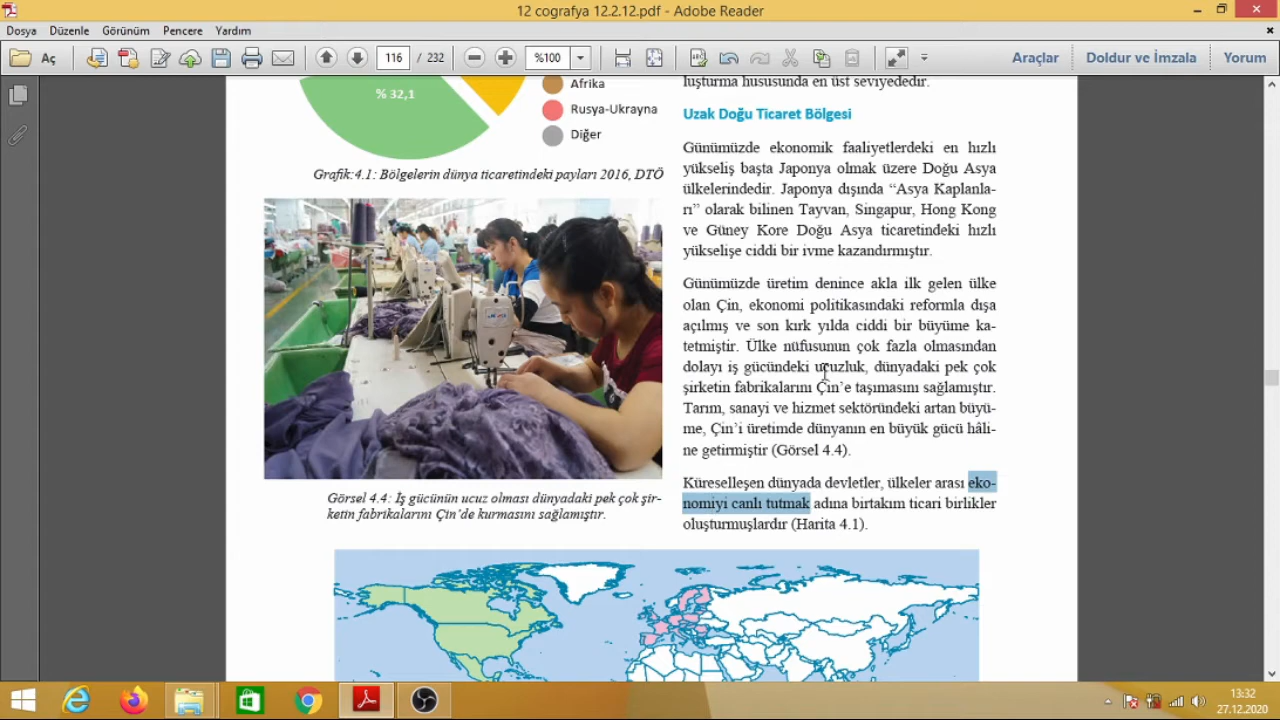 12 cografya 12.2.12.pdf - Adobe Reader
Dosya Düzenle Görünüm Pencere Yardım
Aç
116 / 232
%100
Araçlar
Doldur ve İmzala
Yorum
% 32,1
Afrika
Rusya-Ukrayna
Diğer
Grafik:4.1: Bölgelerin dünya ticaretindeki payları 2016, DTÖ
Görsel 4.4: İş gücünün ucuz olması dünyadaki pek çok şir-
ketin fabrikalarını Çin’de kurmasını sağlamıştır.
luşturma hususunda en üst seviyededir.
Uzak Doğu Ticaret Bölgesi
Günümüzde ekonomik faaliyetlerdeki en hızlı
yükseliş başta Japonya olmak üzere Doğu Asya
ülkelerindedir. Japonya dışında “Asya Kaplanla-
rı” olarak bilinen Tayvan, Singapur, Hong Kong
ve Güney Kore Doğu Asya ticaretindeki hızlı
yükselişe ciddi bir ivme kazandırmıştır.
Günümüzde üretim denince akla ilk gelen ülke
olan Çin, ekonomi politikasındaki reformla dışa
açılmış ve son kırk yılda ciddi bir büyüme ka-
tetmiştir. Ülke nüfusunun çok fazla olmasından
dolayı iş gücündeki ucuzluk, dünyadaki pek çok
şirketin fabrikalarını Çin’e taşımasını sağlamıştır.
Tarım, sanayi ve hizmet sektöründeki artan büyü-
me, Çin’i üretimde dünyanın en büyük gücü hâli-
ne getirmiştir (Görsel 4.4).
Küreselleşen dünyada devletler, ülkeler arası eko-
nomiyi canlı tutmak adına birtakım ticari birlikler
oluşturmuşlardır (Harita 4.1).
13:32
27.12.2020